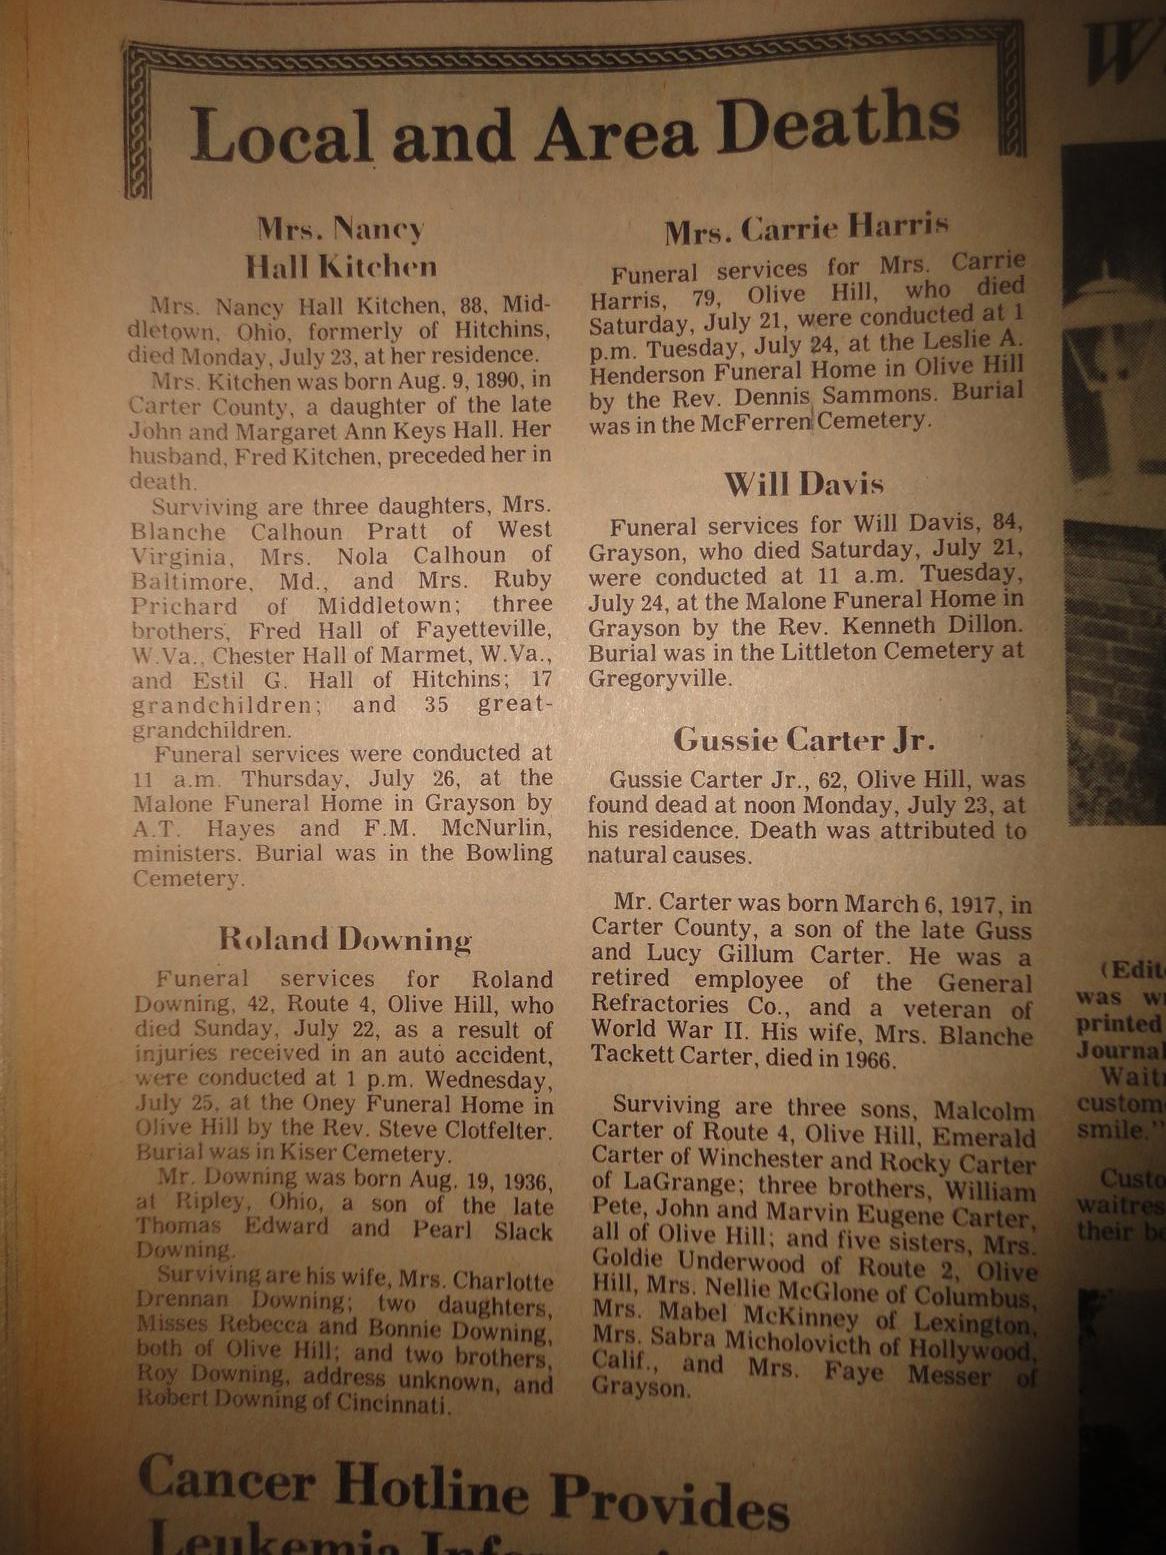 Local and Area Deaths
Mrs. Nancy
Hall Kitchen
Mrs. Nancy Hall Kitchen, 88, Mid-
dletown, Ohio, formerly of Hitchins,
died Monday, July 23, at her residence.
Mrs. Kitchen was born Aug. 9, 1890, in
Carter County, a daughter of the late
John and Margaret Ann Keys Hall. Her
husband, Fred Kitchen, preceded her in
death.
Surviving are three daughters, Mrs.
Blanche Calhoun Pratt of West
Virginia, Mrs. Nola Calhoun of
Baltimore, Md., and Mrs. Ruby
Prichard of Middletown; three
brothers, Fred Hall of Fayetteville,
W.Va., Chester Hall of Marmet, W.Va.,
and Estil G. Hall of Hitchins; 17
grandchildren; and 35 great-
grandchildren.
Funeral services were conducted at
11 a.m. Thursday, July 26, at the
Malone Funeral Home in Grayson by
A.T. Hayes and F.M. McNurlin,
ministers. Burial was in the Bowling
Cemetery.
Roland Downing
Funeral services for Roland
Downing, 42, Route 4, Olive Hill, who
died Sunday, July 22, as a result of
injuries received in an auto accident,
were conducted at 1 p.m. Wednesday,
July 25, at the Oney Funeral Home in
Olive Hill by the Rev. Steve Clotfelter.
Burial was in Kiser Cemetery.
Mr. Downing was born Aug. 19, 1936,
at Ripley, Ohio, a son of the late
Thomas Edward and Pearl Slack
Downing.
Surviving are his wife, Mrs. Charlotte
Drennan Downing; two daughters,
Misses Rebecca and Bonnie Downing,
both of Olive Hill; and two brothers,
Roy Downing, address unknown, and
Robert Downing of Cincinnati.
Mrs. Carrie Harris
Funeral services for Mrs. Carrie
Harris, 79, Olive Hill, who died
Saturday, July 21, were conducted at 1
p.m. Tuesday, July 24, at the Leslie A.
Henderson Funeral Home in Olive Hill
by the Rev. Dennis Sammons. Burial
was in the McFerren Cemetery.
Will Davis
Funeral services for Will Davis, 84,
Grayson, who died Saturday, July 21,
were conducted at 11 a.m. Tuesday,
July 24, at the Malone Funeral Home in
Grayson by the Rev. Kenneth Dillon.
Burial was in the Littleton Cemetery at
Gregoryville.
Gussie Carter Jr.
Gussie Carter Jr., 62, Olive Hill, was
found dead at noon Monday, July 23, at
his residence. Death was attributed to
natural causes.
Mr. Carter was born March 6, 1917, in
Carter County, a son of the late Guss
and Lucy Gillum Carter. He was a
retired employee of the General
Refractories Co., and a veteran of
World War II. His wife, Mrs. Blanche
Tackett Carter, died in 1966.
Surviving are three sons, Malcolm
Carter of Route 4, Olive Hill, Emerald
Carter of Winchester and Rocky Carter
of LaGrange; three brothers, William
Pete, John and Marvin Eugene Carter,
all of Olive Hill; and five sisters, Mrs.
Goldie Underwood of Route 2, Olive
Hill, Mrs. Nellie McGlone of Columbus,
Mrs. Mabel McKinney of Lexington,
Mrs. Sabra Micholovicth of Hollywood,
Calif., and Mrs. Faye Messer of
Grayson.
Cancer Hotline Provides
Leukemia
(Edit
was
printed
Journal
Wait
custom
smile."
Custo
waitres
their